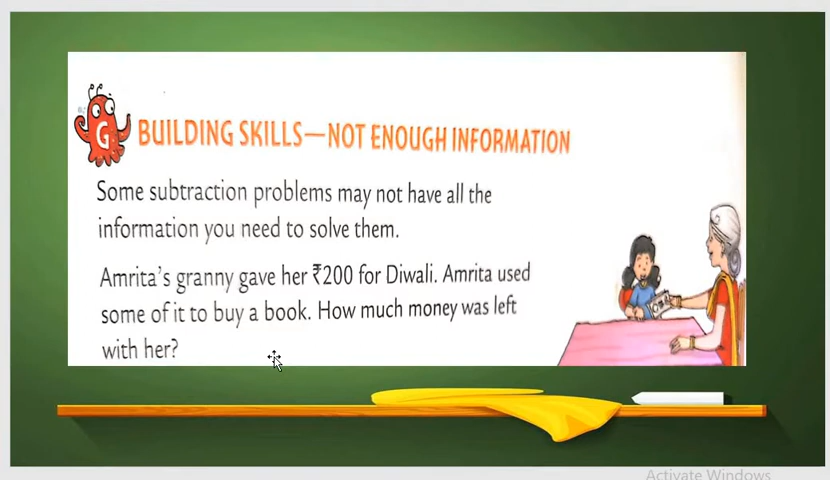 G BUILDING SKILLS—NOT ENOUGH INFORMATION
Some subtraction problems may not have all the
information you need to solve them.
Amrita's granny gave her ₹200 for Diwali. Amrita used
some of it to buy a book. How much money was left
with her?
Activate Windows